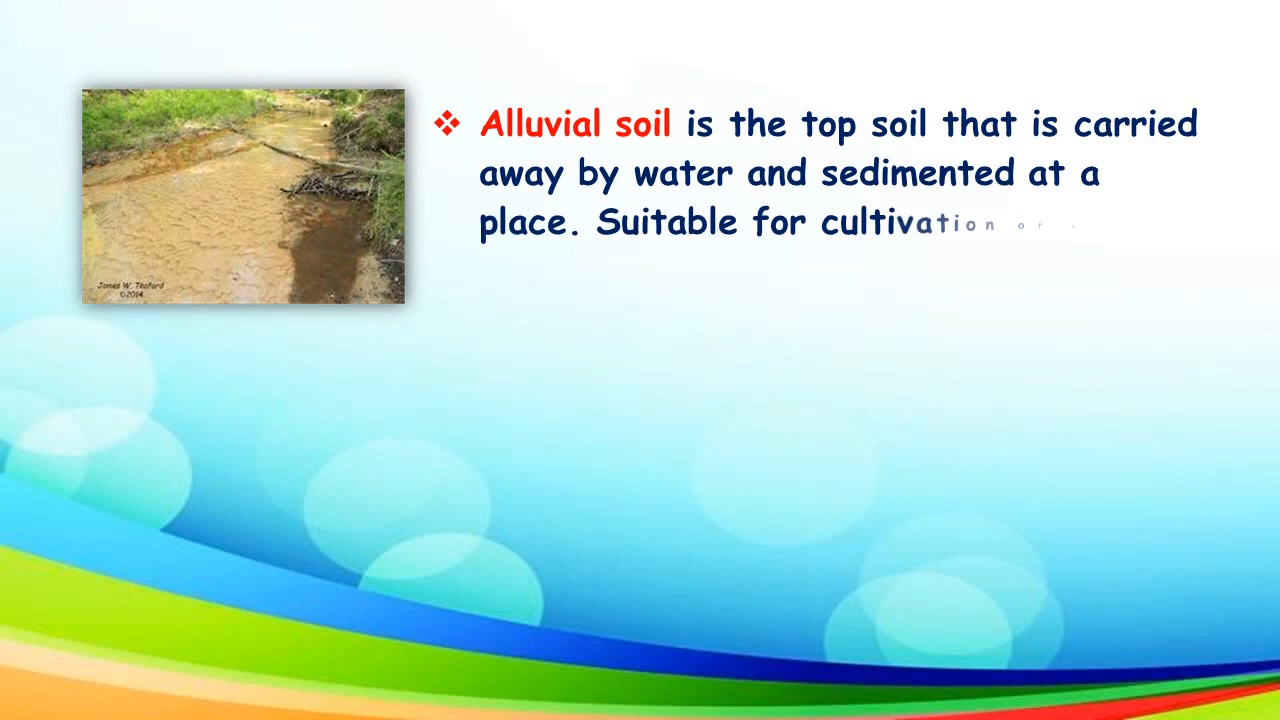 ❖ Alluvial soil is the top soil that is carried
away by water and sedimented at a
place. Suitable for cultivation of
James W. Teaford
©2014